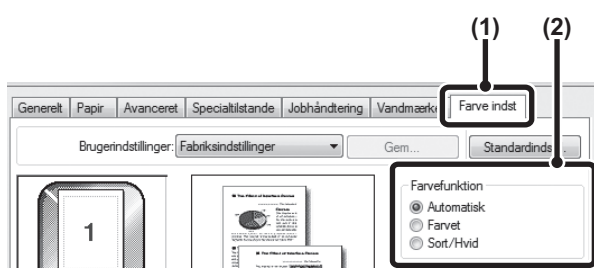 (1) (2)
Generelt Papir Avanceret Specialtilstande Jobhåndtering Vandmærke Farve indst
Brugerindstillinger: Fabriksindstillinger Gem... Standardinds...
Farvefunktion
Automatisk
Farvet
Sort/Hvid
1